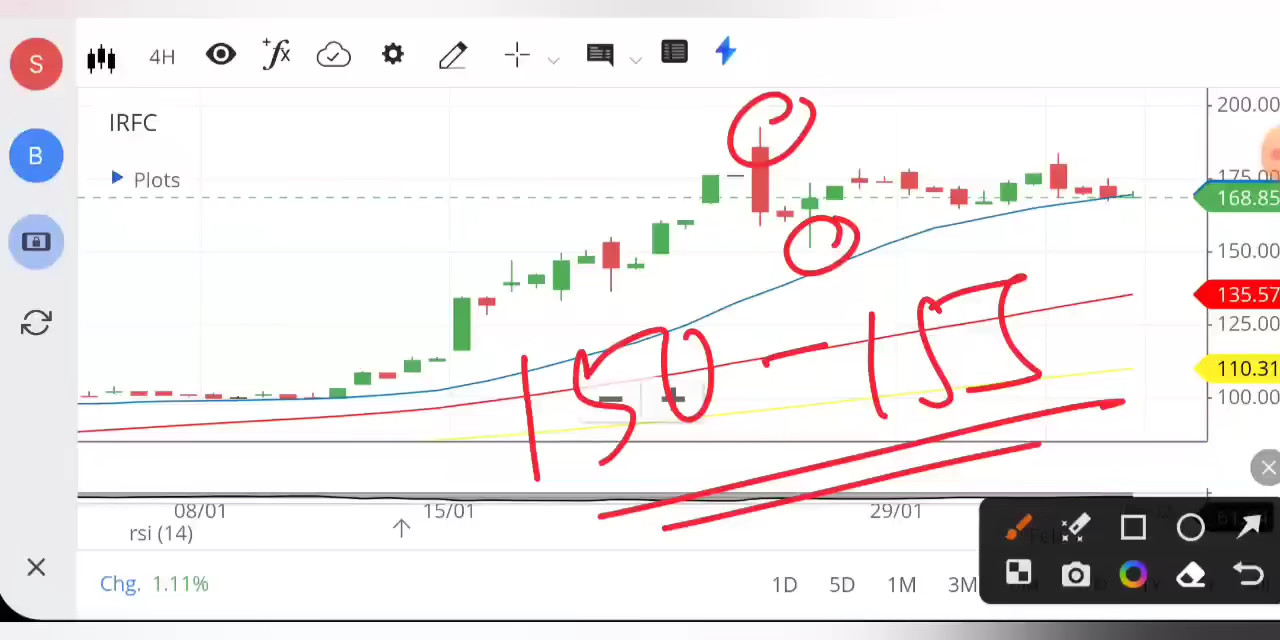 S
4H
fx
200.00
IRFC
B
Plots
175.00
168.85
150.00
135.57
125.00
150 - 155
110.31
100.00
08/01
15/01
29/01
rsi (14)
Chg. 1.11%
1D
5D
1M
3M